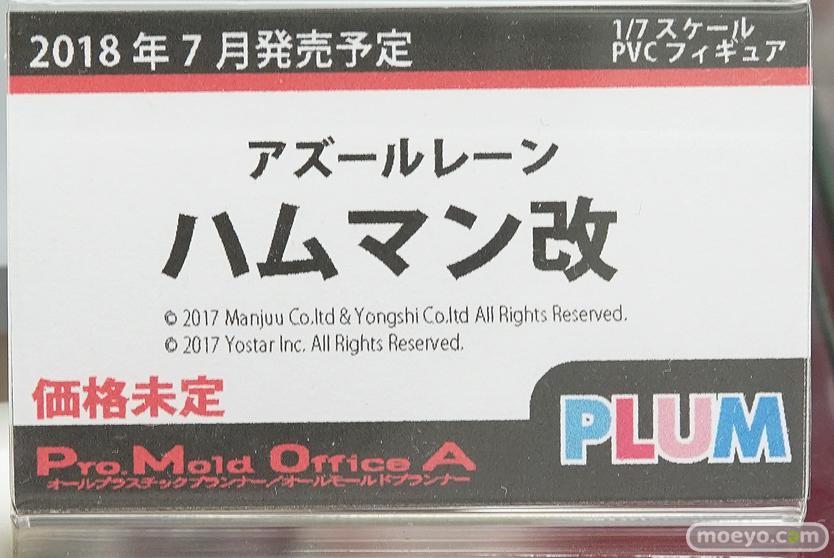 2018年7月発売予定
1/7スケール
PVCフィギュア
アズールレーン
ハムマン改
© 2017 Manjuu Co.ltd & Yongshi Co.ltd All Rights Reserved.
© 2017 Yostar Inc. All Rights Reserved.
価格未定
PLUM
Pro.Mold Office A
オールプラスチックプランナー/オールモールドプランナー
moeyo.com